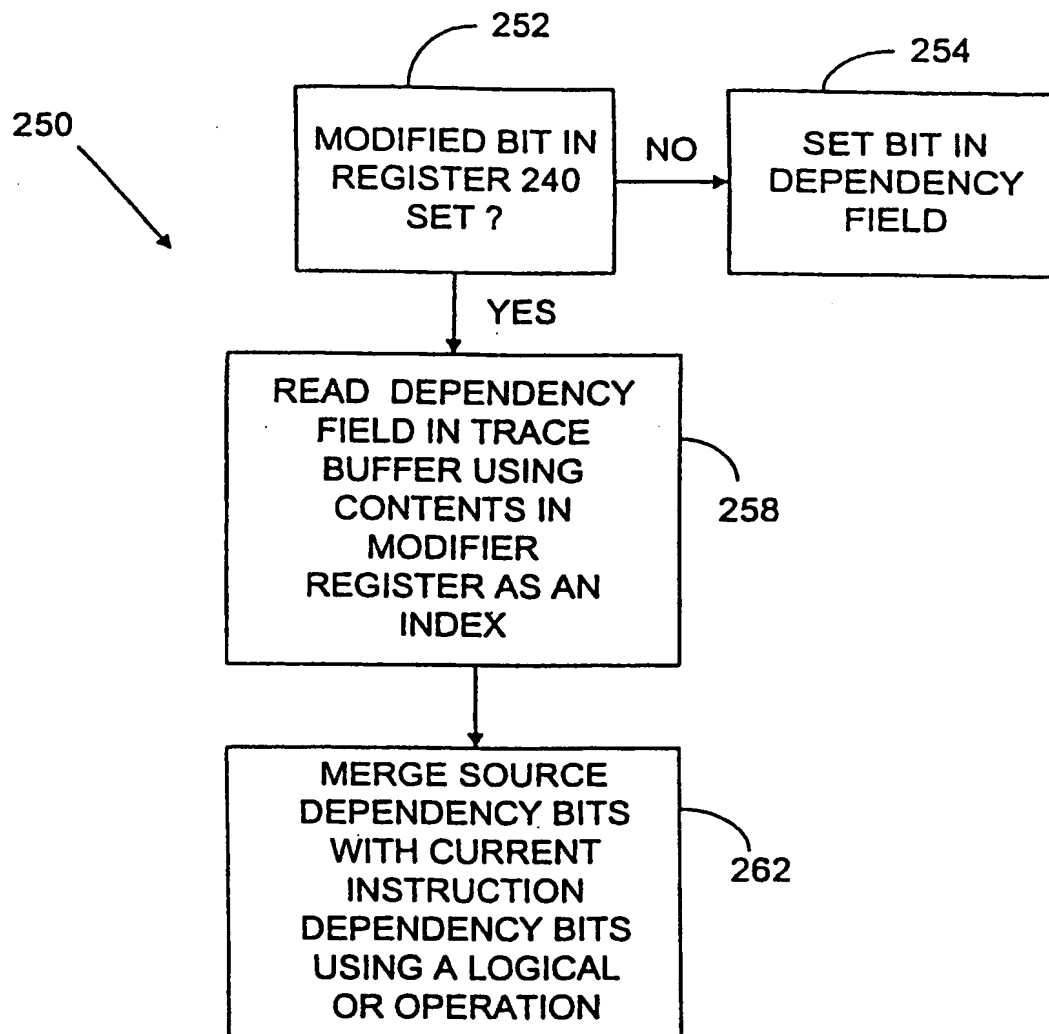 252
254
250
MODIFIED BIT IN
REGISTER 240
SET ?
NO
SET BIT IN
DEPENDENCY
FIELD
YES
READ DEPENDENCY
FIELD IN TRACE
BUFFER USING
CONTENTS IN
MODIFIER
REGISTER AS AN
INDEX
258
MERGE SOURCE
DEPENDENCY BITS
WITH CURRENT
INSTRUCTION
DEPENDENCY BITS
USING A LOGICAL
OR OPERATION
262